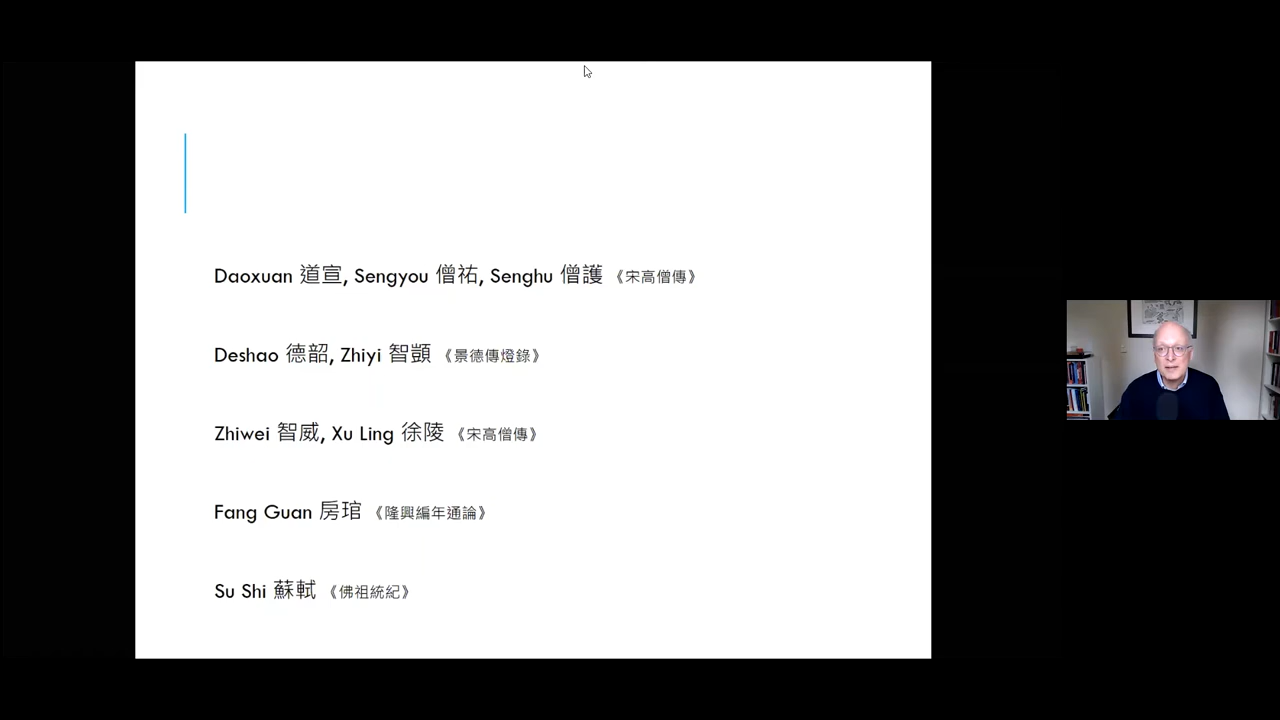 Daoxuan 道宣, Sengyou 僧祐, Senghu 僧護 《宋高僧傳》
Deshao 德韶, Zhiyi 智顗 《景德傳燈錄》
Zhiwei 智威, Xu Ling 徐陵 《宋高僧傳》
Fang Guan 房琯 《隆興編年通論》
Su Shi 蘇軾 《佛祖統紀》